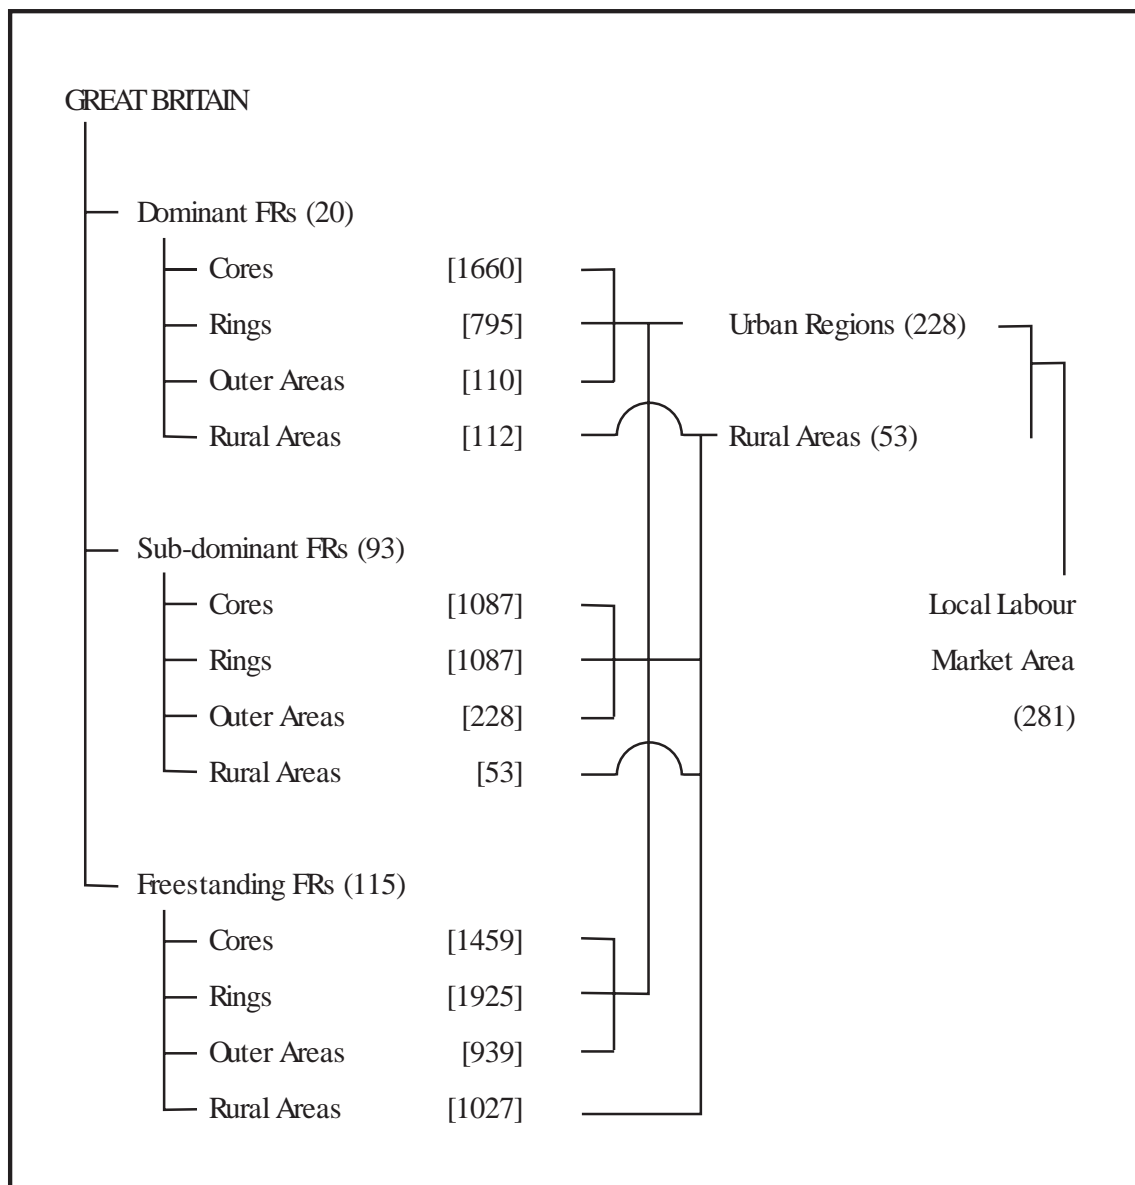 GREAT BRITAIN
Dominant FRs (20)
Cores [1660]
Rings [795] Urban Regions (228)
Outer Areas [110]
Rural Areas [112] Rural Areas (53)
Sub-dominant FRs (93)
Cores [1087] Local Labour
Rings [1087] Market Area
Outer Areas [228] (281)
Rural Areas [53]
Freestanding FRs (115)
Cores [1459]
Rings [1925]
Outer Areas [939]
Rural Areas [1027]